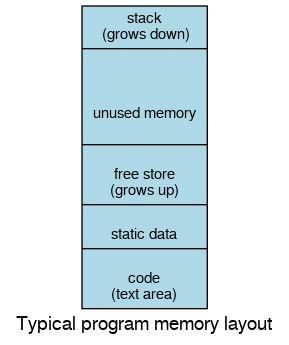 stack
(grows down)
unused memory
free store
(grows up)
static data
code
(text area)
Typical program memory layout